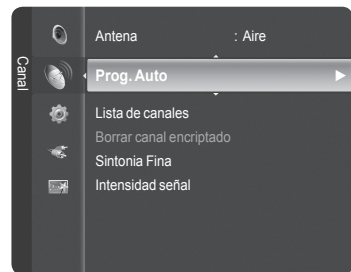 Canal
Antena : Aire
Prog. Auto
Lista de canales
Borrar canal encriptado
Sintonia Fina
Intensidad señal